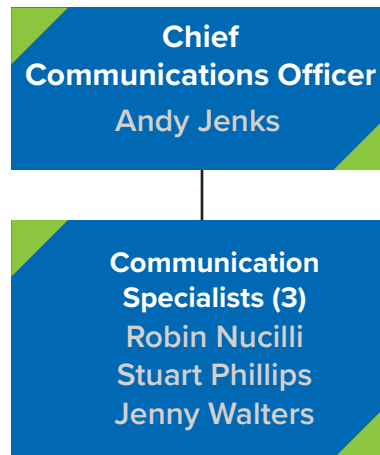 Chief
Communications Officer
Andy Jenks
Communication
Specialists (3)
Robin Nucilli
Stuart Phillips
Jenny Walters